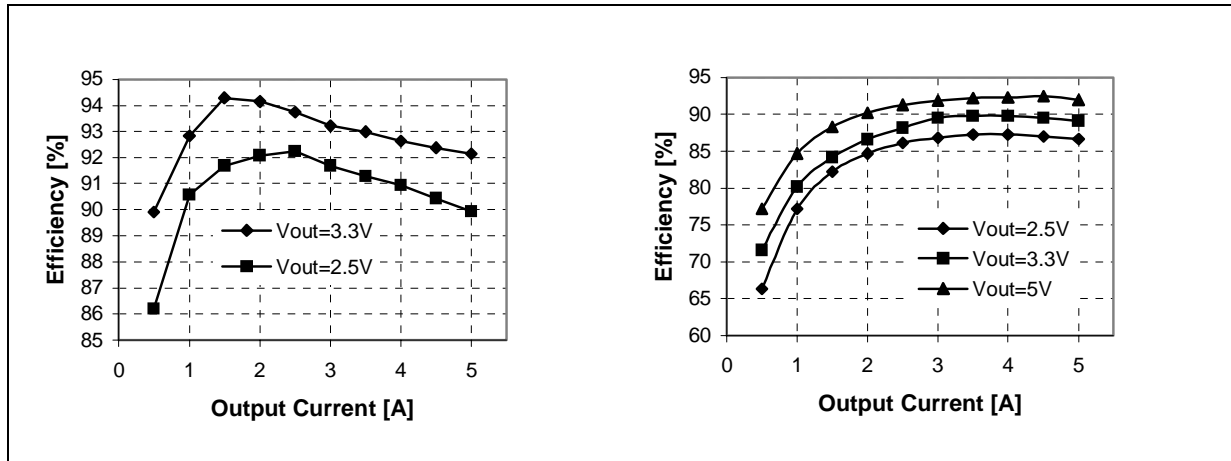 Efficiency [%]
95
94
93
92
91
90
89
88
87
86
85
Vout=3.3V
Vout=2.5V
0 1 2 3 4 5
Output Current [A]
Efficiency [%]
95
90
85
80
75
70
65
60
Vout=2.5V
Vout=3.3V
Vout=5V
0 1 2 3 4 5
Output Current [A]